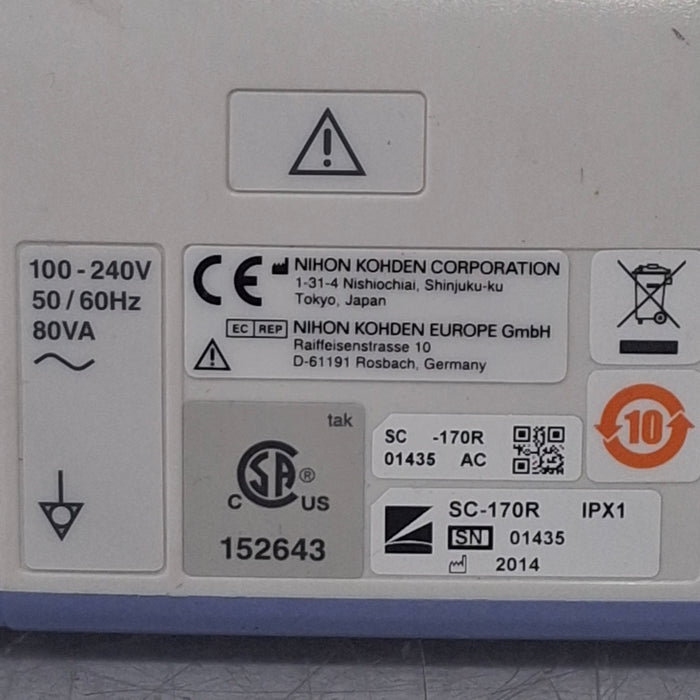 100 - 240V
50 / 60Hz
80VA
CE
NIHON KOHDEN CORPORATION
1-31-4 Nishiochiai, Shinjuku-ku
Tokyo, Japan
EC REP NIHON KOHDEN EUROPE GmbH
Raiffeisenstrasse 10
D-61191 Rosbach, Germany
10
tak
CSA®
C US
152643
SC -170R
01435 AC
SC-170R IPX1
SN 01435
2014